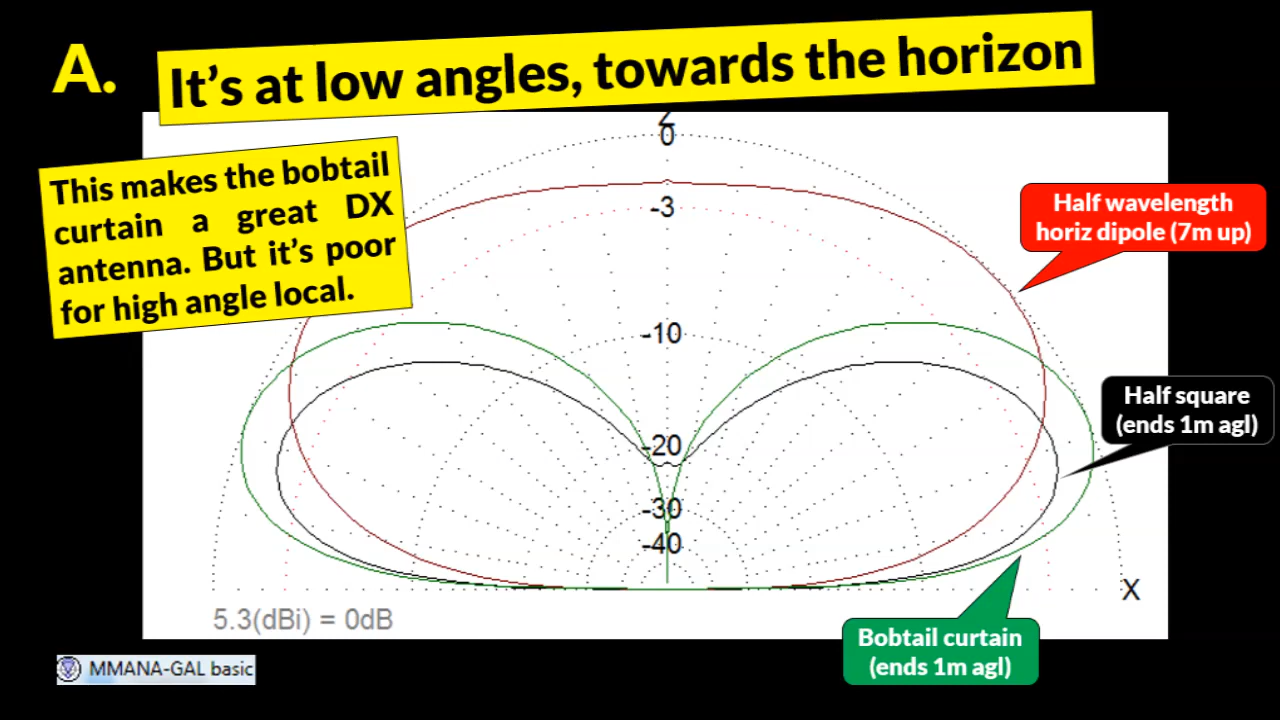 A.
It's at low angles, towards the horizon
This makes the bobtail
curtain a great DX
antenna. But it's poor
for high angle local.
Z
0
-3
-10
-20
-30
-40
X
Half wavelength
horiz dipole (7m up)
Half square
(ends 1m agl)
Bobtail curtain
(ends 1m agl)
5.3(dBi) = 0dB
MMANA-GAL basic